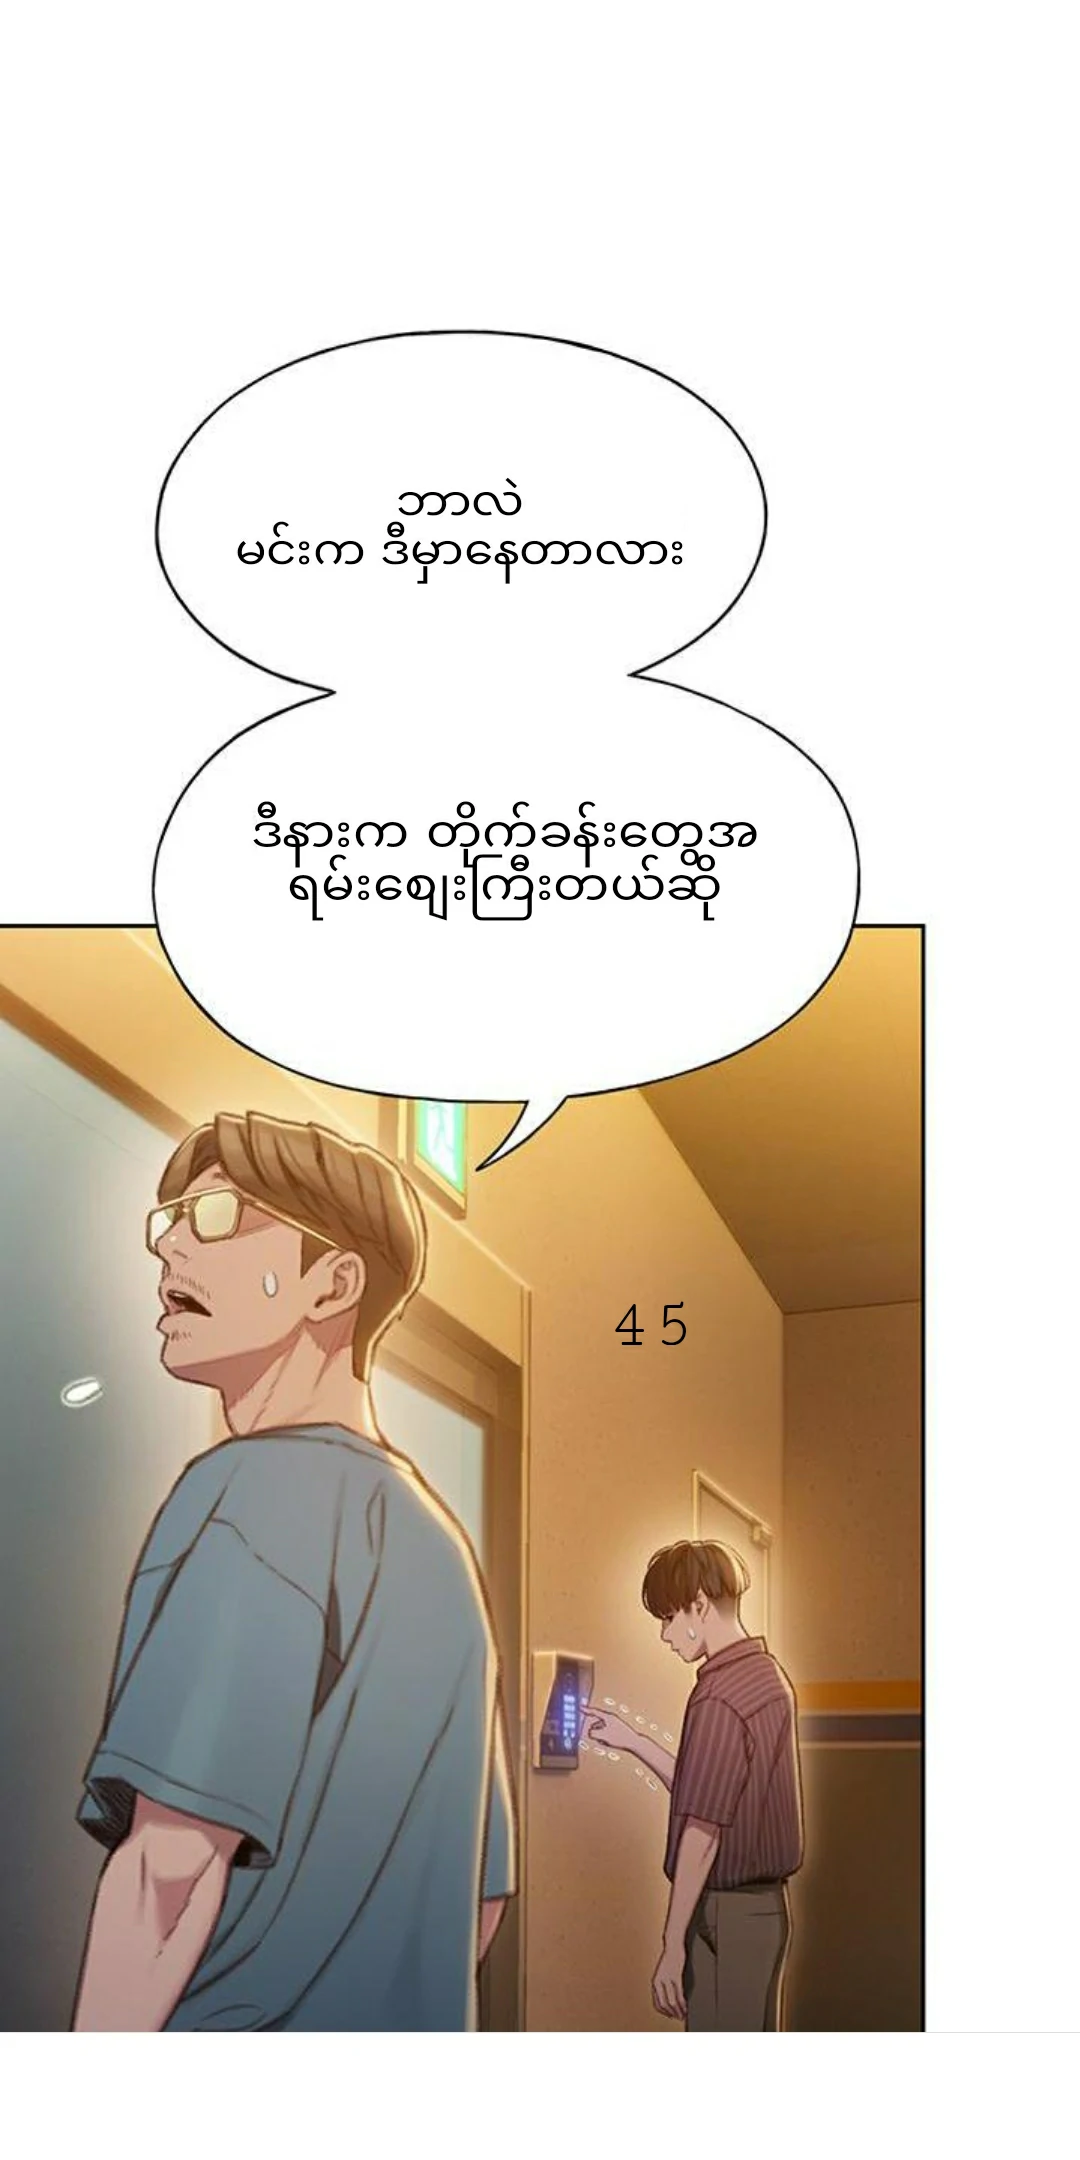 ဘာလဲ
မင်းက ဒီမှာနေတာလား
ဒီနားက တိုက်ခန်းတွေအ
ရမ်းဈေးကြီးတယ်ဆို
45